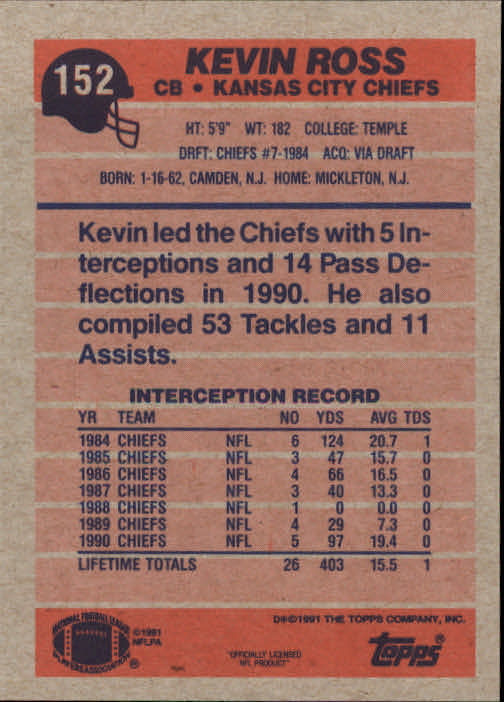 152
KEVIN ROSS
CB • KANSAS CITY CHIEFS
HT: 5'9" WT: 182 COLLEGE: TEMPLE
DRFT: CHIEFS #7-1984 ACQ: VIA DRAFT
BORN: 1-16-62, CAMDEN, N.J. HOME: MICKLETON, N.J.
Kevin led the Chiefs with 5 In-
terceptions and 14 Pass De-
flections in 1990. He also
compiled 53 Tackles and 11
Assists.
INTERCEPTION RECORD
YR TEAM NO YDS AVG TDS
1984 CHIEFS NFL 6 124 20.7 1
1985 CHIEFS NFL 3 47 15.7 0
1986 CHIEFS NFL 4 66 16.5 0
1987 CHIEFS NFL 3 40 13.3 0
1988 CHIEFS NFL 1 0 0.0 0
1989 CHIEFS NFL 4 29 7.3 0
1990 CHIEFS NFL 5 97 19.4 0
LIFETIME TOTALS 26 403 15.5 1
D#©1991 THE TOPPS COMPANY, INC.
NATIONAL FOOTBALL LEAGUE
PLAYERS ASSOCIATION
®
©1991
NFLPA
"OFFICIALLY LICENSED
NFL PRODUCT"
topps®